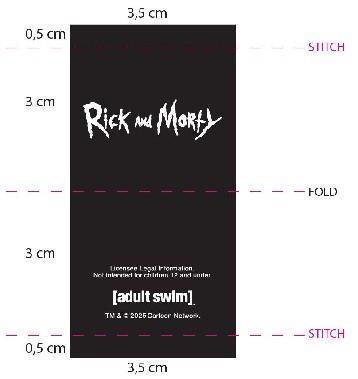 3,5 cm
0,5 cm
STITCH
3 cm
Rick and Morty
FOLD
3 cm
Licensee Legal Information.
Not intended for children 12 and under.
[adult swim]
TM & © 2025 Cartoon Network.
STITCH
0,5 cm
3,5 cm